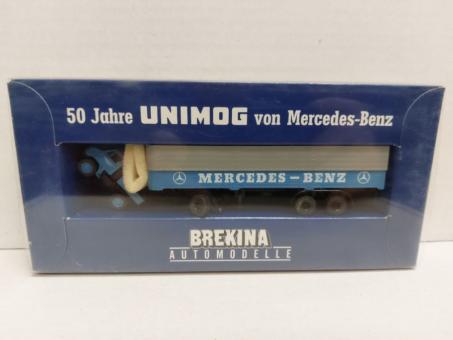 50 Jahre UNIMOG von Mercedes-Benz
MERCEDES-BENZ
BREKINA
AUTOMODELLE